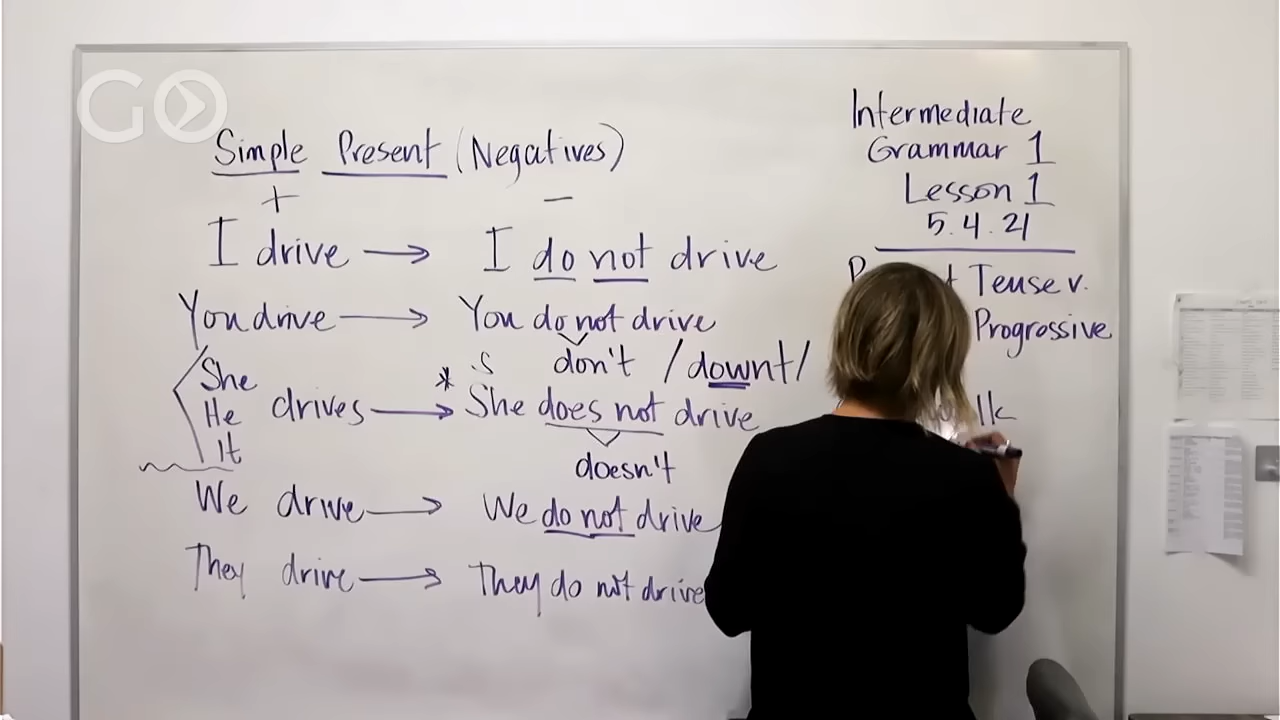 GO
Simple Present (Negatives)
+ —
I drive → I do not drive
You drive → You do not drive
don't /downt/
She
He
It
drives → * She does not drive
S
doesn't
We drive → We do not drive
They drive → They do not drive
Intermediate
Grammar 1
Lesson 1
5.4.21
Tense v.
Progressive